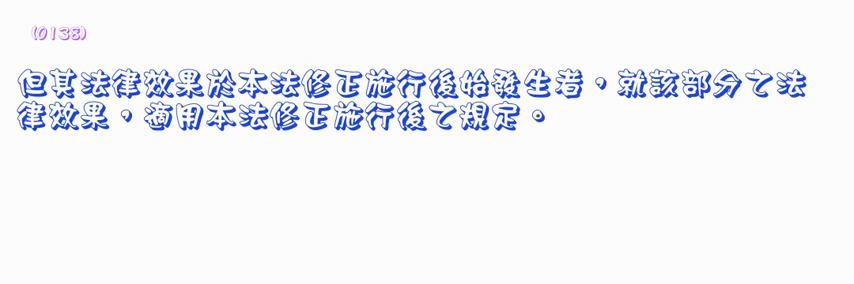 (0138)
但其法律效果於本法修正施行後始發生者，就該部分之法
律效果，適用本法修正施行後之規定。